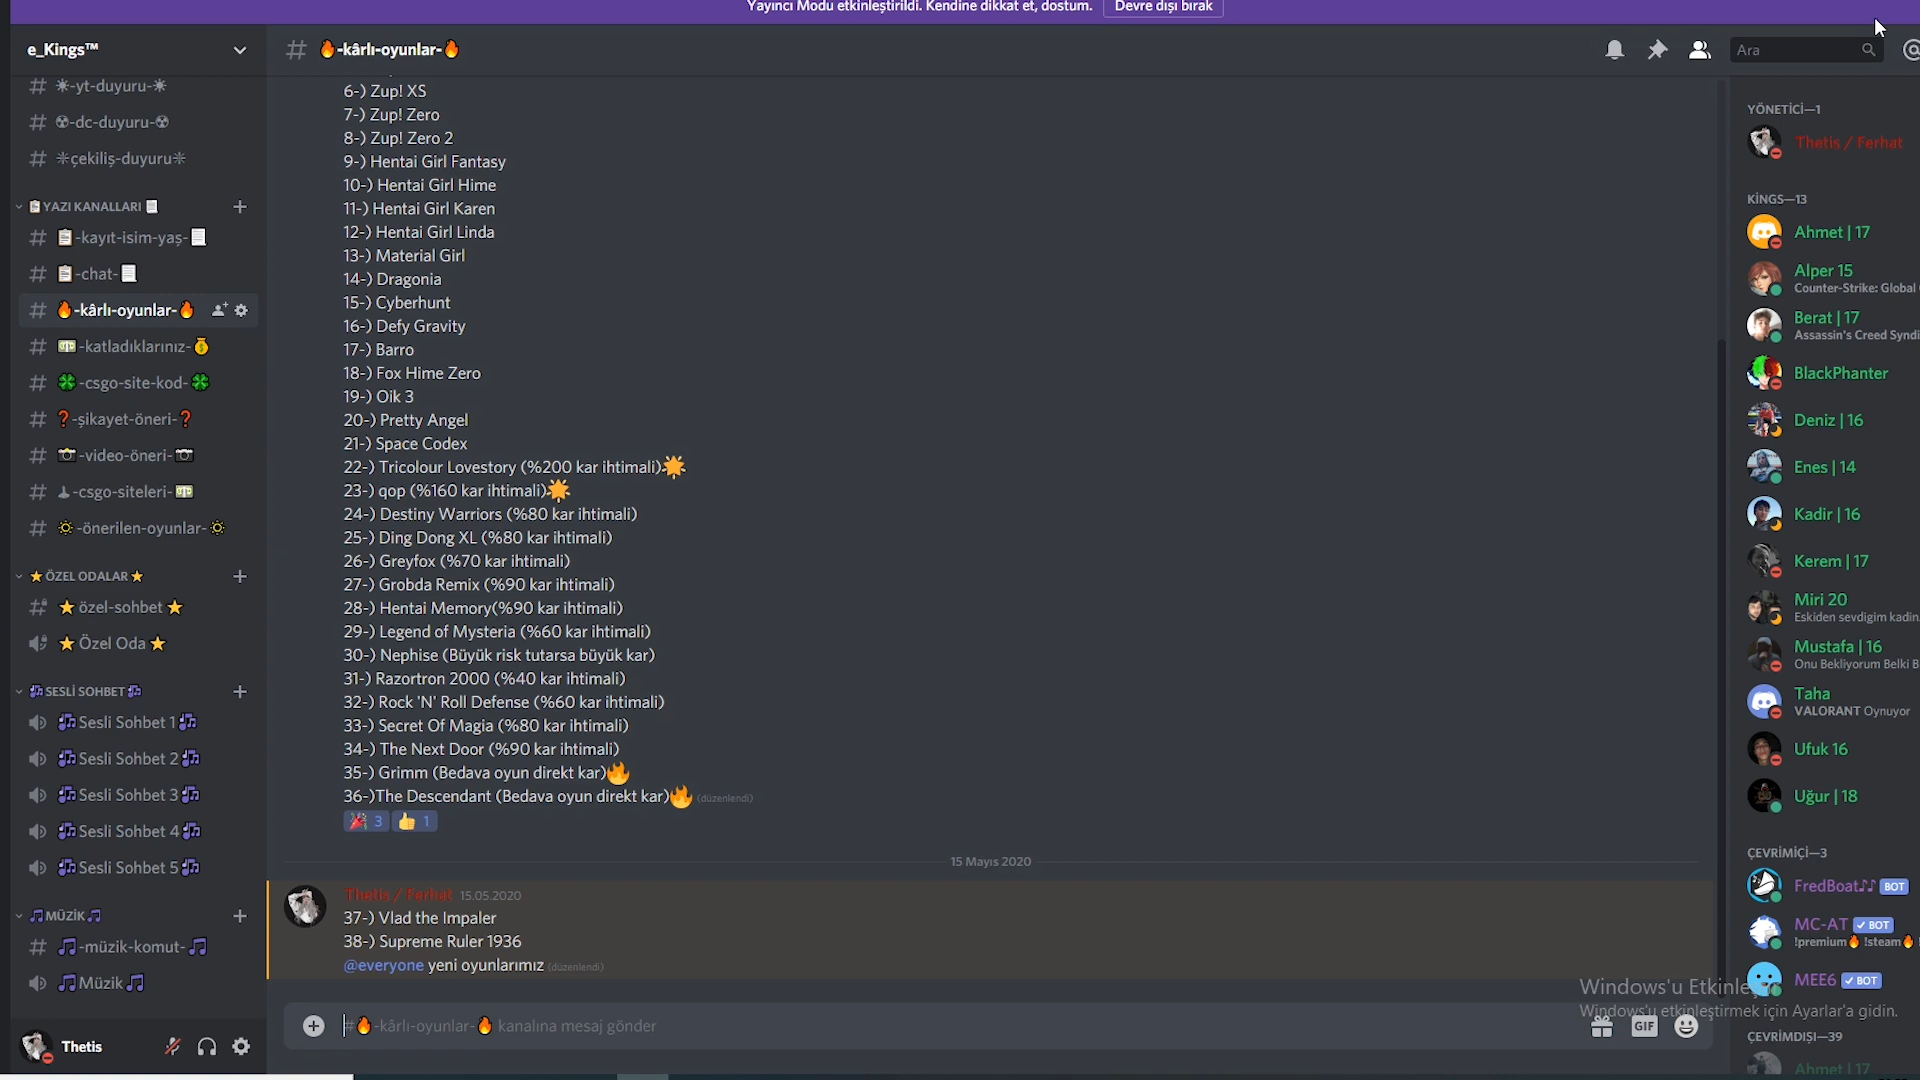 Yayıncı Modu etkinleştirildi. Kendine dikkat et, dostum. Devre dışı bırak
e_Kings™
-yt-duyuru-
☢-dc-duyuru-☢
çekiliş-duyuru
YAZI KANALLARI
-kayıt-isim-yaş-
-chat-
🔥-kârlı-oyunlar-🔥
-katladıklarınız-
🍀-csgo-site-kod-🍀
❓-şikayet-öneri-❓
-video-öneri-
-csgo-siteleri-
-önerilen-oyunlar-
⭐ÖZEL ODALAR⭐
⭐özel-sohbet⭐
⭐Özel Oda⭐
🎶SESLİ SOHBET🎶
🎶Sesli Sohbet 1🎶
🎶Sesli Sohbet 2🎶
🎶Sesli Sohbet 3🎶
🎶Sesli Sohbet 4🎶
🎶Sesli Sohbet 5🎶
🎵MÜZİK🎵
🎵-müzik-komut-🎵
🎵Müzik🎵
Thetis
# 🔥-kârlı-oyunlar-🔥
Ara
6-) Zup! XS
7-) Zup! Zero
8-) Zup! Zero 2
9-) Hentai Girl Fantasy
10-) Hentai Girl Hime
11-) Hentai Girl Karen
12-) Hentai Girl Linda
13-) Material Girl
14-) Dragonia
15-) Cyberhunt
16-) Defy Gravity
17-) Barro
18-) Fox Hime Zero
19-) Oik 3
20-) Pretty Angel
21-) Space Codex
22-) Tricolour Lovestory (%200 kar ihtimali)🌟
23-) qop (%160 kar ihtimali)🌟
24-) Destiny Warriors (%80 kar ihtimali)
25-) Ding Dong XL (%80 kar ihtimali)
26-) Greyfox (%70 kar ihtimali)
27-) Grobda Remix (%90 kar ihtimali)
28-) Hentai Memory(%90 kar ihtimali)
29-) Legend of Mysteria (%60 kar ihtimali)
30-) Nephise (Büyük risk tutarsa büyük kar)
31-) Razortron 2000 (%40 kar ihtimali)
32-) Rock 'N' Roll Defense (%60 kar ihtimali)
33-) Secret Of Magia (%80 kar ihtimali)
34-) The Next Door (%90 kar ihtimali)
35-) Grimm (Bedava oyun direkt kar)🔥
36-)The Descendant (Bedava oyun direkt kar)🔥 (düzenlendi)
🎉 3 👍 1
15 Mayıs 2020
Thetis / Ferhat 15.05.2020
37-) Vlad the Impaler
38-) Supreme Ruler 1936
@everyone yeni oyunlarımız (düzenlendi)
#🔥-kârlı-oyunlar-🔥 kanalına mesaj gönder
GIF
YÖNETİCİ—1
Thetis / Ferhat
KİNGS—13
Ahmet | 17
Alper 15
Counter-Strike: Global
Berat | 17
Assassin's Creed Syndi
BlackPhanter
Deniz | 16
Enes | 14
Kadir | 16
Kerem | 17
Miri 20
Eskiden sevdigim kadin
Mustafa | 16
Onu Bekliyorum Belki B
Taha
VALORANT Oynuyor
Ufuk 16
Uğur | 18
ÇEVRİMİÇİ—3
FredBoat♪♪ BOT
MC-AT ✓ BOT
!premium🔥 !steam🔥
MEE6 ✓ BOT
Windows'u Etkinleştir
Windows'u etkinleştirmek için Ayarlar'a gidin.
ÇEVRİMDIŞI—39
Ahmet | 17